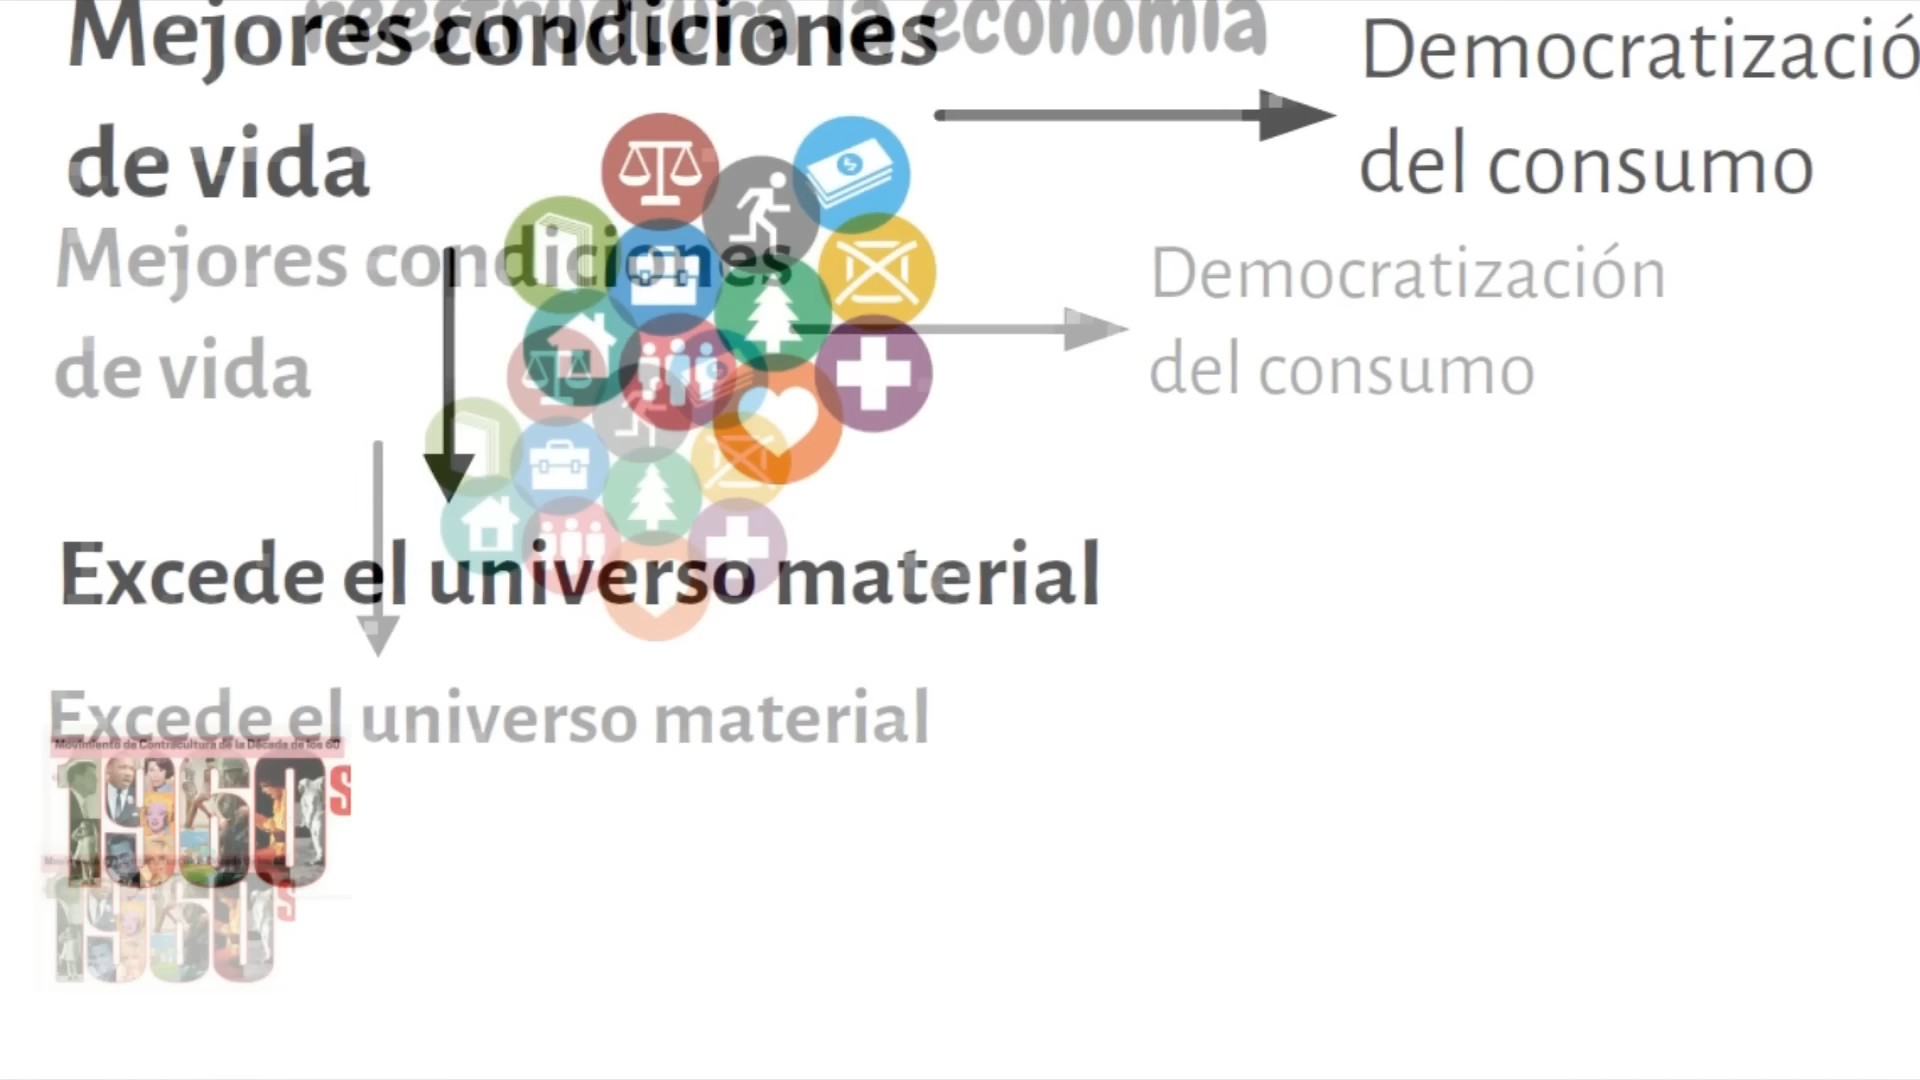 reestructura la economía
Mejores condiciones
de vida
Democratizació
del consumo
Mejores condiciones
de vida
Democratización
del consumo
Excede el universo material
Excede el universo material
Movimiento de Contracultura de la Década de los 60
1960s
1960s